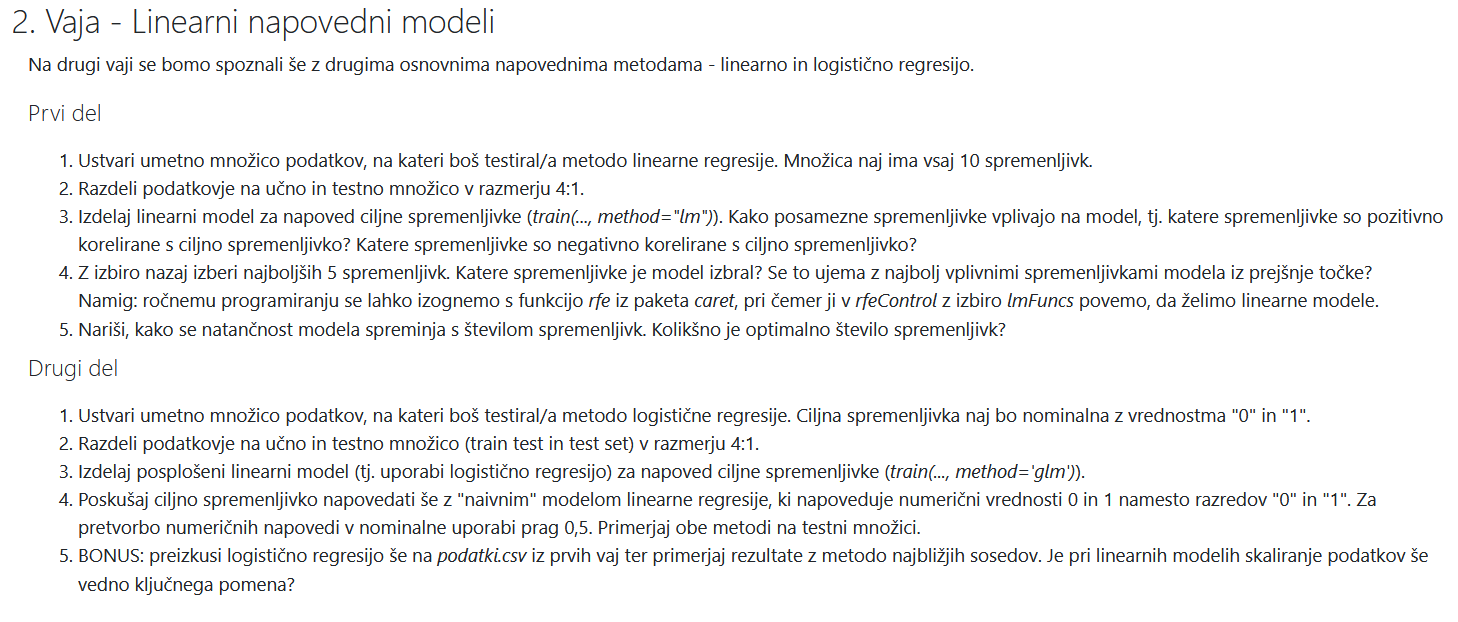 2. Vaja - Linearni napovedni modeli
Na drugi vaji se bomo spoznali še z drugima osnovnima napovednima metodama - linearno in logistično regresijo.
Prvi del
1. Ustvari umetno množico podatkov, na kateri boš testiral/a metodo linearne regresije. Množica naj ima vsaj 10 spremenljivk.
2. Razdeli podatkovje na učno in testno množico v razmerju 4:1.
3. Izdelaj linearni model za napoved ciljne spremenljivke (train(..., method="lm")). Kako posamezne spremenljivke vplivajo na model, tj. katere spremenljivke so pozitivno
korelirane s ciljno spremenljivko? Katere spremenljivke so negativno korelirane s ciljno spremenljivko?
4. Z izbiro nazaj izberi najboljših 5 spremenljivk. Katere spremenljivke je model izbral? Se to ujema z najbolj vplivnimi spremenljivkami modela iz prejšnje točke?
Namig: ročnemu programiranju se lahko izognemo s funkcijo rfe iz paketa caret, pri čemer ji v rfeControl z izbiro lmFuncs povemo, da želimo linearne modele.
5. Nariši, kako se natančnost modela spreminja s številom spremenljivk. Kolikšno je optimalno število spremenljivk?
Drugi del
1. Ustvari umetno množico podatkov, na kateri boš testiral/a metodo logistične regresije. Ciljna spremenljivka naj bo nominalna z vrednostma "0" in "1".
2. Razdeli podatkovje na učno in testno množico (train test in test set) v razmerju 4:1.
3. Izdelaj posplošeni linearni model (tj. uporabi logistično regresijo) za napoved ciljne spremenljivke (train(..., method='glm')).
4. Poskušaj ciljno spremenljivko napovedati še z "naivnim" modelom linearne regresije, ki napoveduje numerični vrednosti 0 in 1 namesto razredov "0" in "1". Za
pretvorbo numeričnih napovedi v nominalne uporabi prag 0,5. Primerjaj obe metodi na testni množici.
5. BONUS: preizkusi logistično regresijo še na podatki.csv iz prvih vaj ter primerjaj rezultate z metodo najbližjih sosedov. Je pri linearnih modelih skaliranje podatkov še
vedno ključnega pomena?